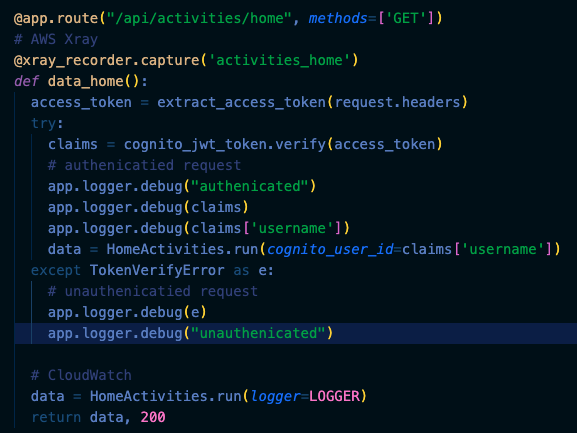 @app.route("/api/activities/home", methods=['GET'])
# AWS Xray
@xray_recorder.capture('activities_home')
def data_home():
access_token = extract_access_token(request.headers)
try:
claims = cognito_jwt_token.verify(access_token)
# authenicatied request
app.logger.debug("authenicated")
app.logger.debug(claims)
app.logger.debug(claims['username'])
data = HomeActivities.run(cognito_user_id=claims['username'])
except TokenVerifyError as e:
# unauthenicatied request
app.logger.debug(e)
app.logger.debug("unauthenicated")
# CloudWatch
data = HomeActivities.run(logger=LOGGER)
return data, 200